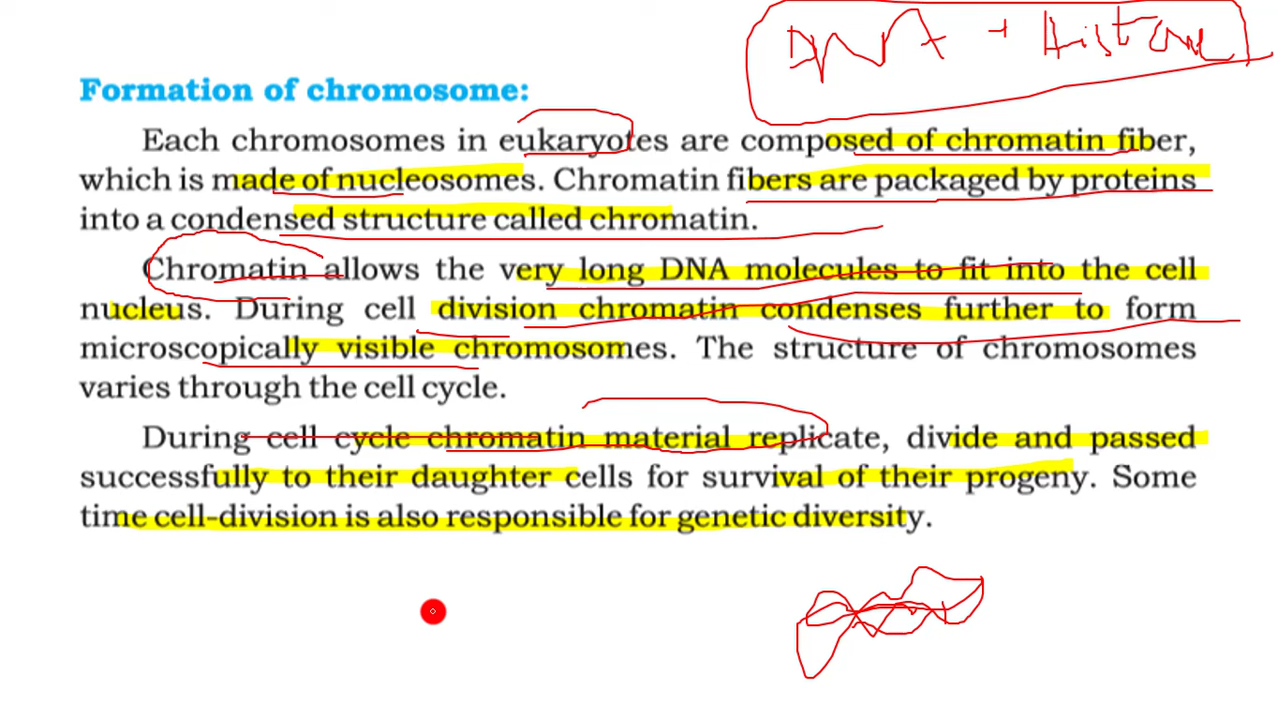 DNA + Histone
Formation of chromosome:
Each chromosomes in eukaryotes are composed of chromatin fiber,
which is made of nucleosomes. Chromatin fibers are packaged by proteins
into a condensed structure called chromatin.
Chromatin allows the very long DNA molecules to fit into the cell
nucleus. During cell division chromatin condenses further to form
microscopically visible chromosomes. The structure of chromosomes
varies through the cell cycle.
During cell cycle chromatin material replicate, divide and passed
successfully to their daughter cells for survival of their progeny. Some
time cell-division is also responsible for genetic diversity.